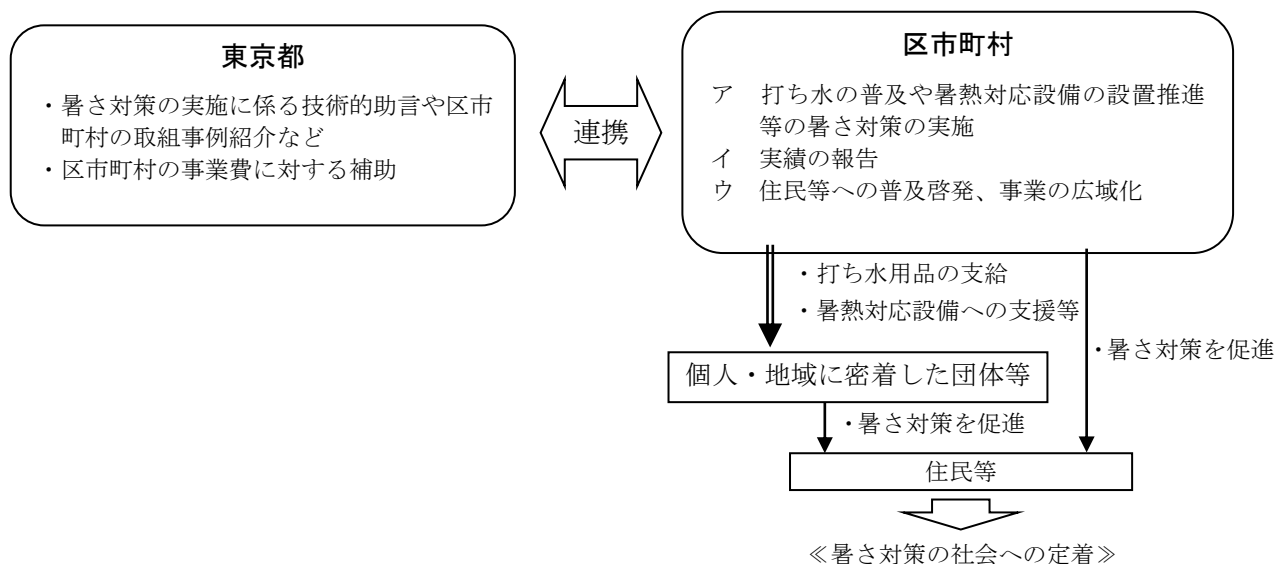 東京都
・暑さ対策の実施に係る技術的助言や区市
町村の取組事例紹介など
・区市町村の事業費に対する補助
連携
区市町村
ア 打ち水の普及や暑熱対応設備の設置推進
等の暑さ対策の実施
イ 実績の報告
ウ 住民等への普及啓発、事業の広域化
・打ち水用品の支給
・暑熱対応設備への支援等
・暑さ対策を促進
個人・地域に密着した団体等
・暑さ対策を促進
住民等
≪暑さ対策の社会への定着≫